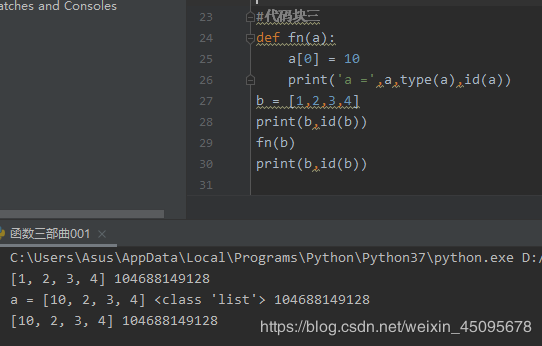 atches and Consoles
23 #代码块三
24 def fn(a):
25 a[0] = 10
26 print('a =',a,type(a),id(a))
27 b = [1,2,3,4]
28 print(b,id(b))
29 fn(b)
30 print(b,id(b))
31
函数三部曲001 ×
C:\Users\Asus\AppData\Local\Programs\Python\Python37\python.exe D:/
[1, 2, 3, 4] 104688149128
a = [10, 2, 3, 4] <class 'list'> 104688149128
[10, 2, 3, 4] 104688149128
https://blog.csdn.net/weixin_45095678